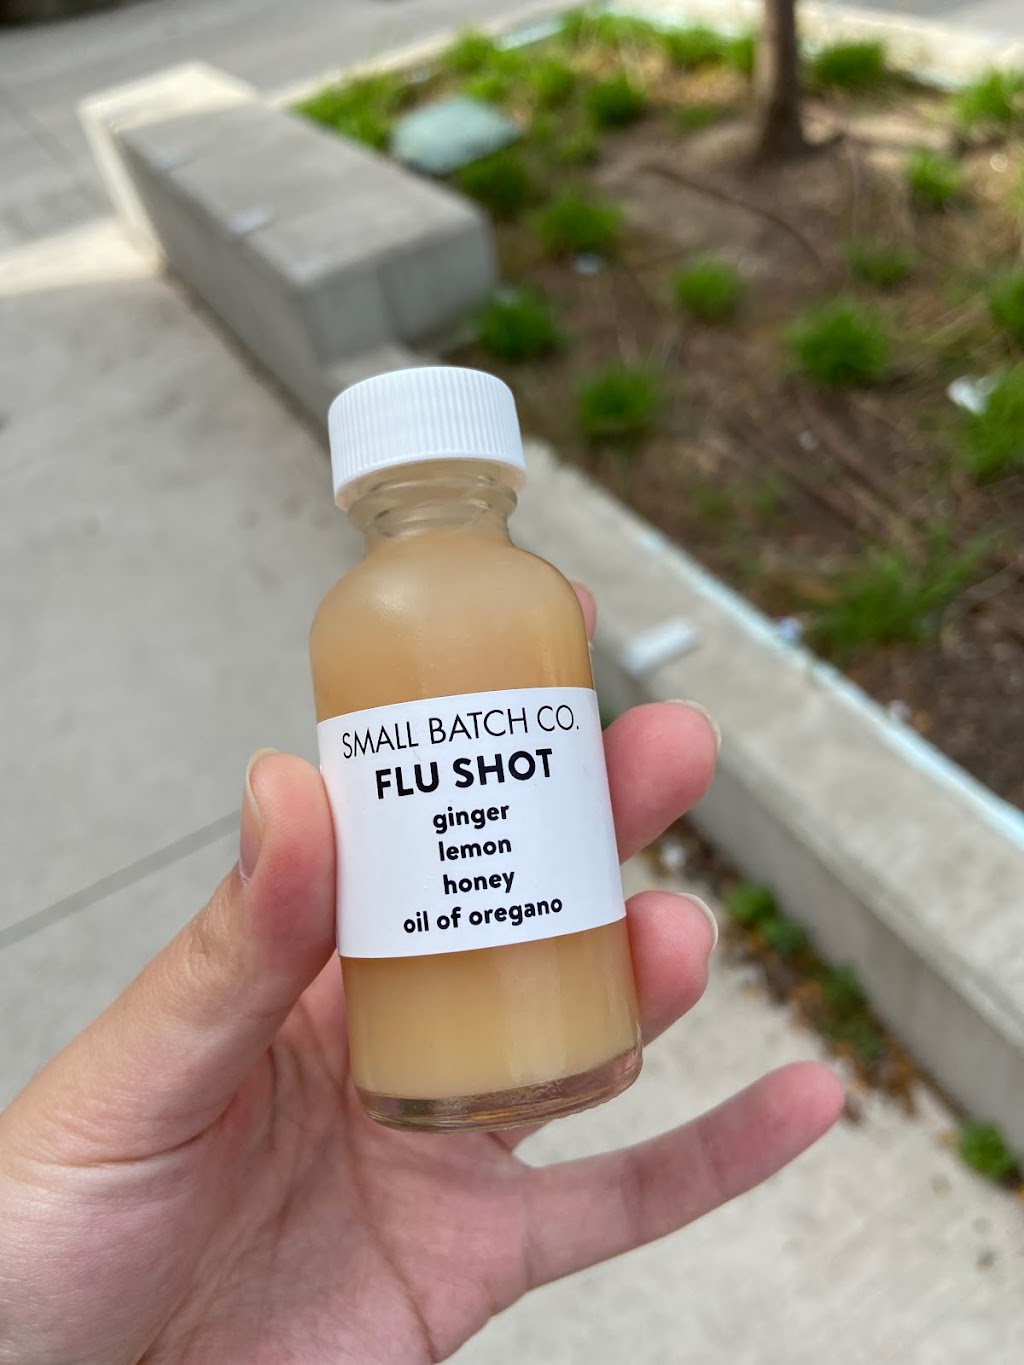 SMALL BATCH CO.
FLU SHOT
ginger
lemon
honey
oil of oregano